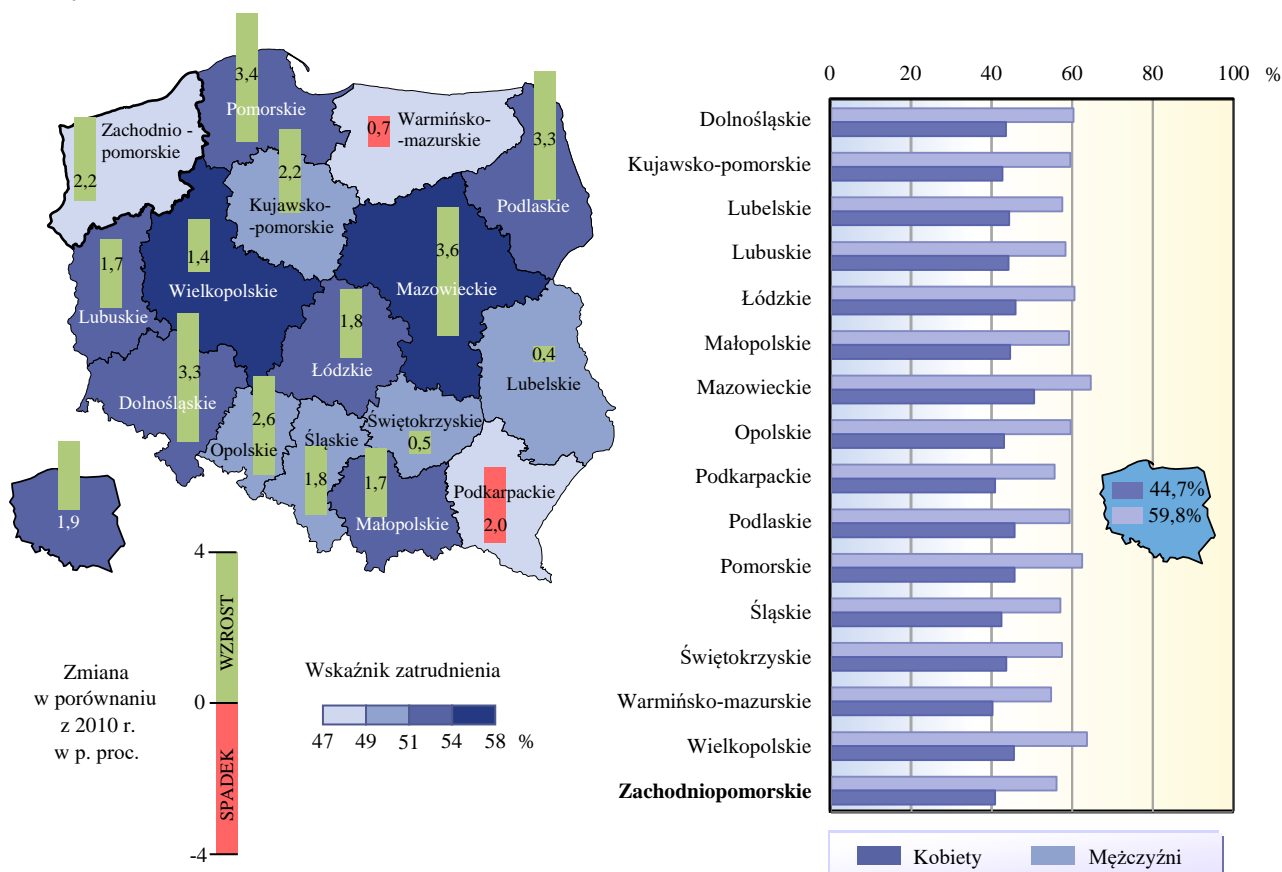 3,4
Pomorskie
Zachodnio -
pomorskie
2,2
0,7
Warmińsko-
-mazurskie
3,3
Podlaskie
2,2
Kujawsko-
-pomorskie
1,7
Lubuskie
1,4
Wielkopolskie
3,6
Mazowieckie
1,8
Łódzkie
0,4
Lubelskie
3,3
Dolnośląskie
2,6
Opolskie
Śląskie
1,8
Świętokrzyskie
0,5
1,7
Małopolskie
Podkarpackie
2,0
1,9
4
WZROST
0
SPADEK
-4
Zmiana
w porównaniu
z 2010 r.
w p. proc.
Wskaźnik zatrudnienia
47 49 51 54 58 %
0 20 40 60 80 100 %
Dolnośląskie
Kujawsko-pomorskie
Lubelskie
Lubuskie
Łódzkie
Małopolskie
Mazowieckie
Opolskie
Podkarpackie
Podlaskie
Pomorskie
Śląskie
Świętokrzyskie
Warmińsko-mazurskie
Wielkopolskie
Zachodniopomorskie
44,7%
59,8%
Kobiety Mężczyźni